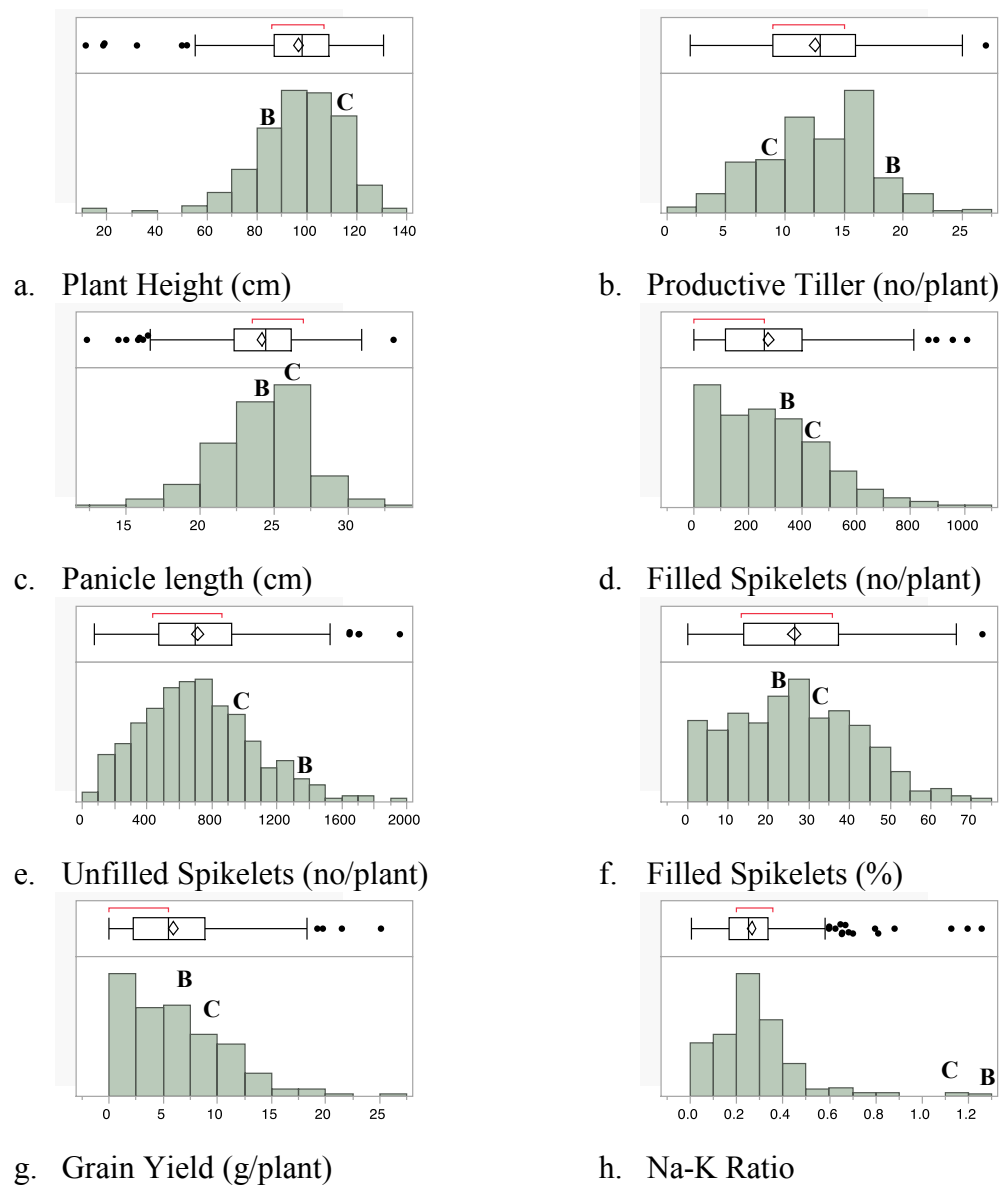 B C
20 40 60 80 100 120 140
a. Plant Height (cm)
C B
0 5 10 15 20 25
b. Productive Tiller (no/plant)
B C
15 20 25 30
c. Panicle length (cm)
B
C
0 200 400 600 800 1000
d. Filled Spikelets (no/plant)
C
B
0 400 800 1200 1600 2000
e. Unfilled Spikelets (no/plant)
B
C
0 10 20 30 40 50 60 70
f. Filled Spikelets (%)
B
C
0 5 10 15 20 25
g. Grain Yield (g/plant)
C B
0.0 0.2 0.4 0.6 0.8 1.0 1.2
h. Na-K Ratio